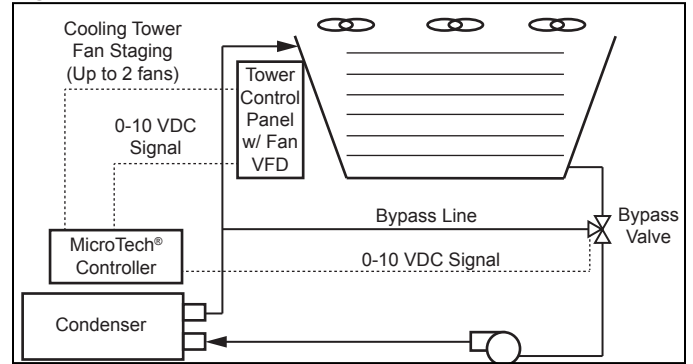 Cooling Tower
Fan Staging
(Up to 2 fans)
Tower
Control
Panel
w/ Fan
VFD
0-10 VDC
Signal
Bypass Line
Bypass
Valve
MicroTech®
Controller
0-10 VDC Signal
Condenser